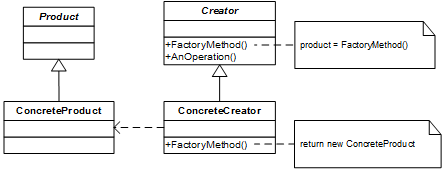 Product
Creator
+FactoryMethod()
+AnOperation()
product = FactoryMethod()
ConcreteProduct
ConcreteCreator
+FactoryMethod()
return new ConcreteProduct